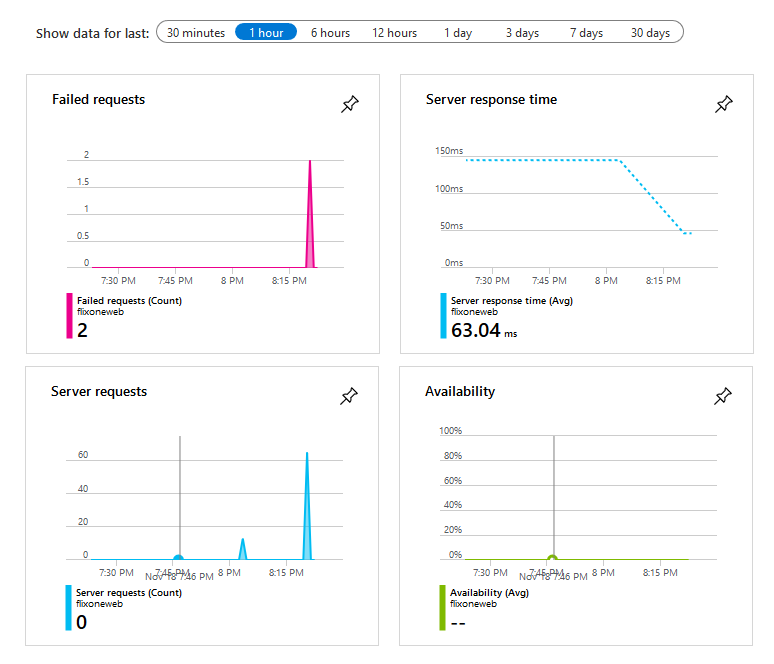 Show data for last: 30 minutes 1 hour 6 hours 12 hours 1 day 3 days 7 days 30 days
Failed requests
2
1.5
1
0.5
0
7:30 PM 7:45 PM 8 PM 8:15 PM
Failed requests (Count)
flixoneweb
2
Server response time
150ms
100ms
50ms
0ms
7:30 PM 7:45 PM 8 PM 8:15 PM
Server response time (Avg)
flixoneweb
63.04 ms
Server requests
60
40
20
0
7:30 PM 7:45 PM 8 PM 8:15 PM
Nov 18 7:46 PM
Server requests (Count)
flixoneweb
0
Availability
100%
80%
60%
40%
20%
0%
7:30 PM 7:45 PM 8 PM 8:15 PM
Nov 18 7:46 PM
Availability (Avg)
flixoneweb
--